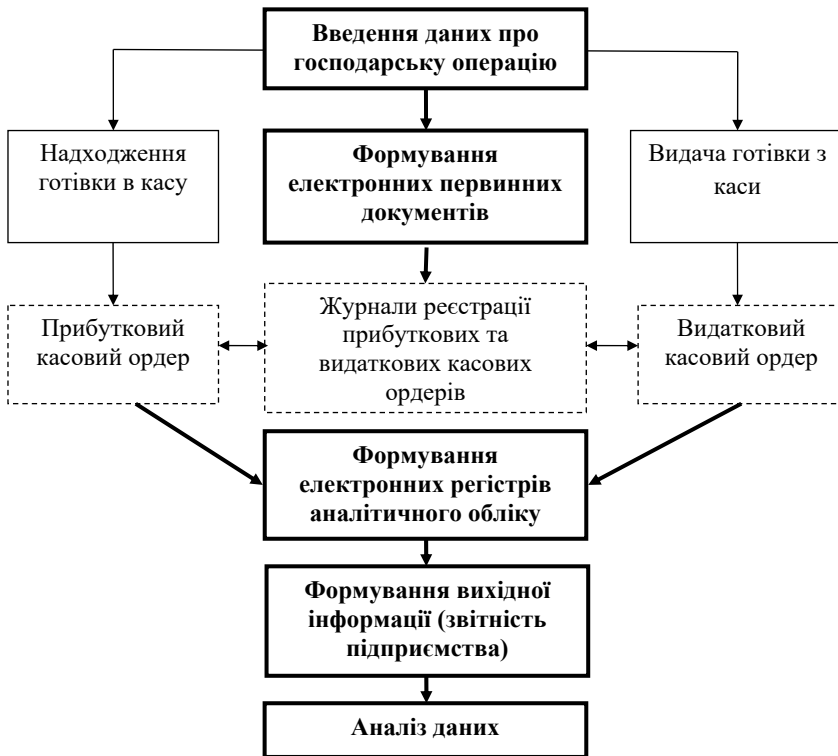 Введення даних про
господарську операцію
Надходження
готівки в касу
Формування
електронних первинних
документів
Видача готівки з
каси
Прибутковий
касовий ордер
Журнали реєстрації
прибуткових та
видаткових касових
ордерів
Видатковий
касовий ордер
Формування
електронних регістрів
аналітичного обліку
Формування вихідної
інформації (звітність
підприємства)
Аналіз даних